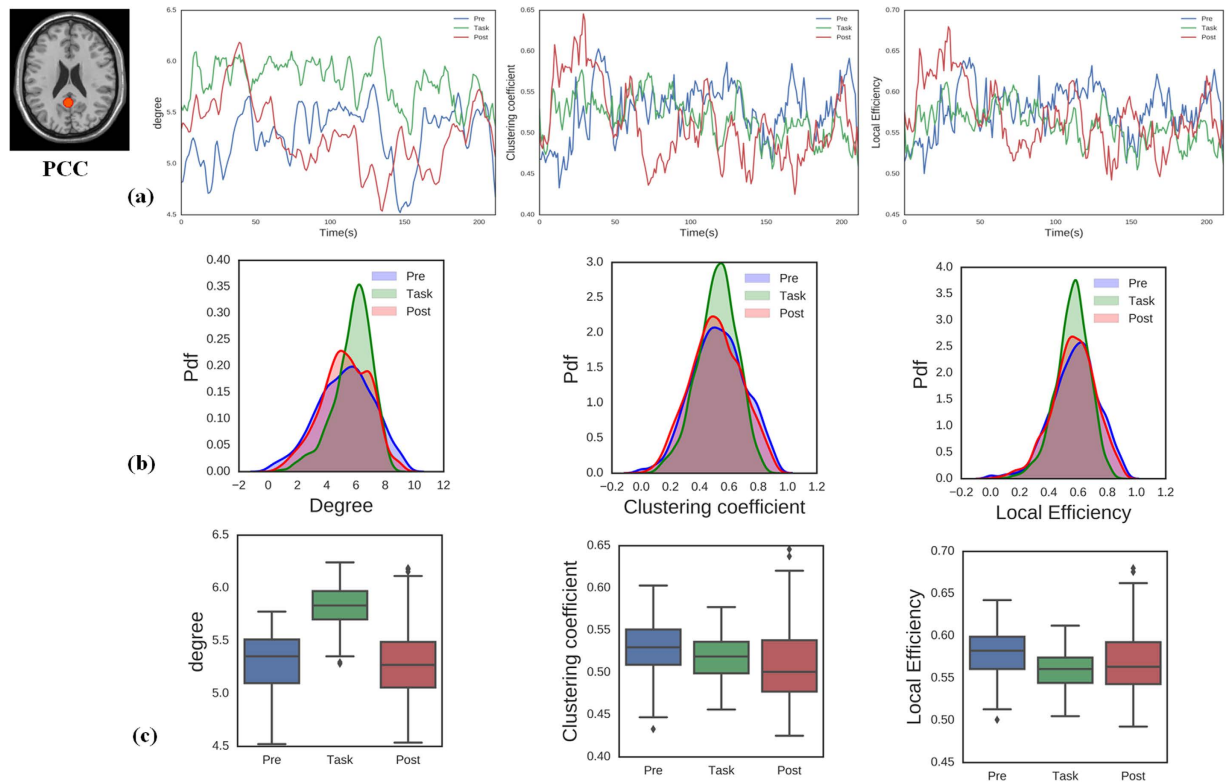 PCC
(a)
6.5
6.0
5.5
5.0
4.5
degree
0
50
100
150
200
Time(s)
Pre
Task
Post
0.65
0.60
0.55
0.50
0.45
0.40
Clustering coefficient
0
50
100
150
200
Time(s)
Pre
Task
Post
0.70
0.65
0.60
0.55
0.50
0.45
Local Efficiency
0
50
100
150
200
Time(s)
Pre
Task
Post
(b)
0.40
0.35
0.30
0.25
0.20
0.15
0.10
0.05
0.00
Pdf
−2
0
2
4
6
8
10
12
Degree
Pre
Task
Post
3.0
2.5
2.0
1.5
1.0
0.5
0.0
Pdf
−0.2
0.0
0.2
0.4
0.6
0.8
1.0
1.2
Clustering coefficient
Pre
Task
Post
4.0
3.5
3.0
2.5
2.0
1.5
1.0
0.5
0.0
Pdf
−0.2
0.0
0.2
0.4
0.6
0.8
1.0
1.2
Local Efficiency
Pre
Task
Post
(c)
6.5
6.0
5.5
5.0
4.5
degree
Pre
Task
Post
0.65
0.60
0.55
0.50
0.45
0.40
Clustering coefficient
Pre
Task
Post
0.70
0.65
0.60
0.55
0.50
Local Efficiency
Pre
Task
Post